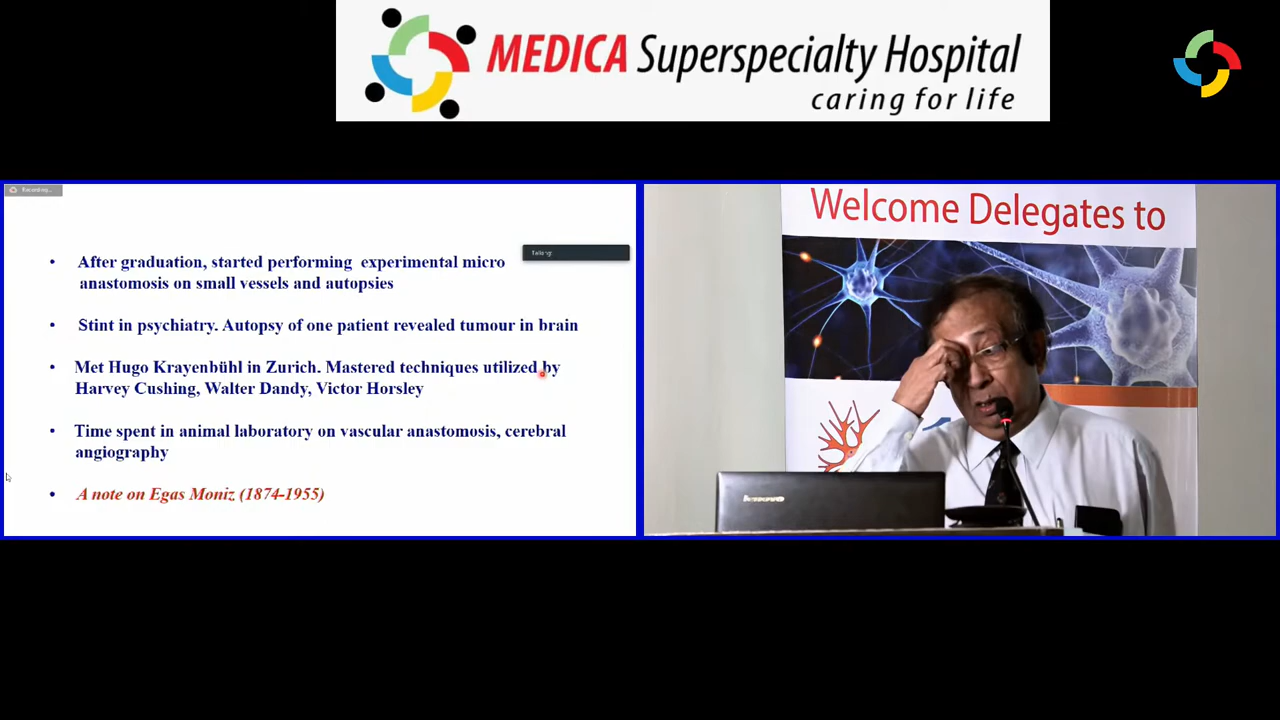 MEDICA Superspecialty Hospital
caring for life
Recording...
Welcome Delegates to
Talking:
• After graduation, started performing experimental micro
anastomosis on small vessels and autopsies
• Stint in psychiatry. Autopsy of one patient revealed tumour in brain
• Met Hugo Krayenbühl in Zurich. Mastered techniques utilized by
Harvey Cushing, Walter Dandy, Victor Horsley
• Time spent in animal laboratory on vascular anastomosis, cerebral
angiography
• A note on Egas Moniz (1874-1955)
lenovo